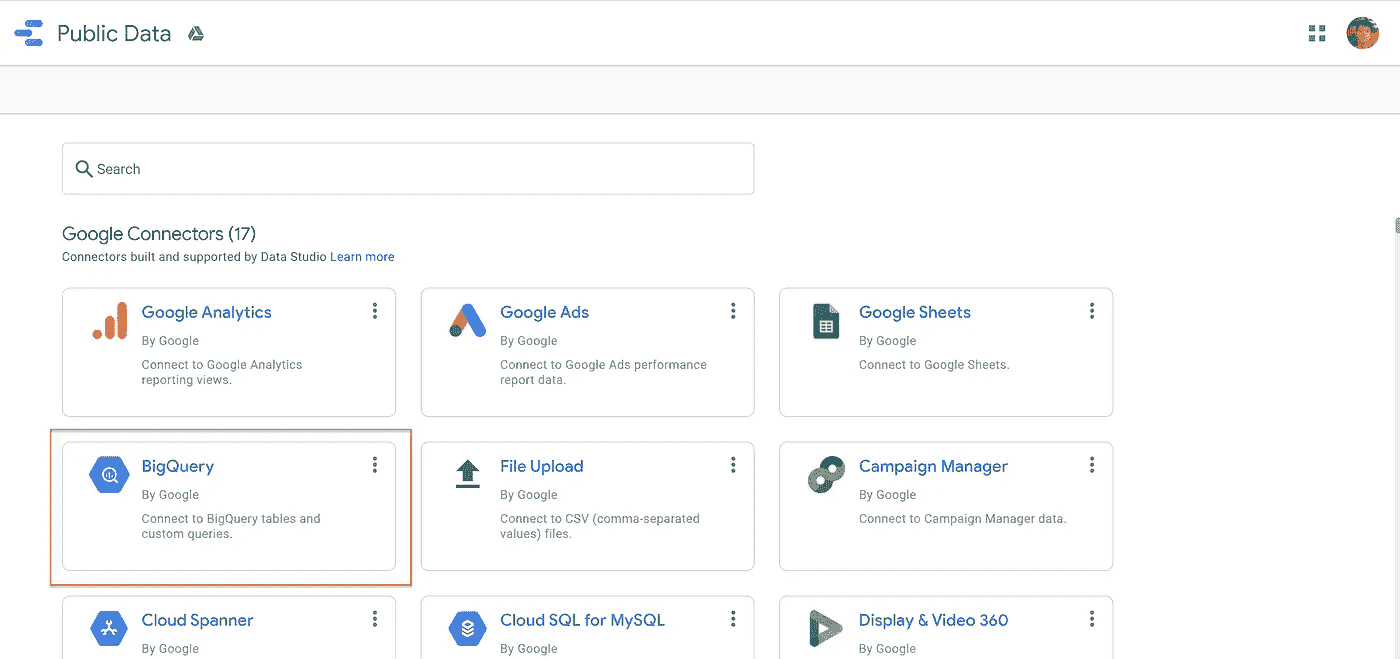 Public Data
Search
Google Connectors (17)
Connectors built and supported by Data Studio Learn more
Google Analytics
By Google
Connect to Google Analytics
reporting views.
Google Ads
By Google
Connect to Google Ads performance
report data.
Google Sheets
By Google
Connect to Google Sheets.
BigQuery
By Google
Connect to BigQuery tables and
custom queries.
File Upload
By Google
Connect to CSV (comma-separated
values) files.
Campaign Manager
By Google
Connect to Campaign Manager data.
Cloud Spanner
By Google
Cloud SQL for MySQL
By Google
Display & Video 360
By Google